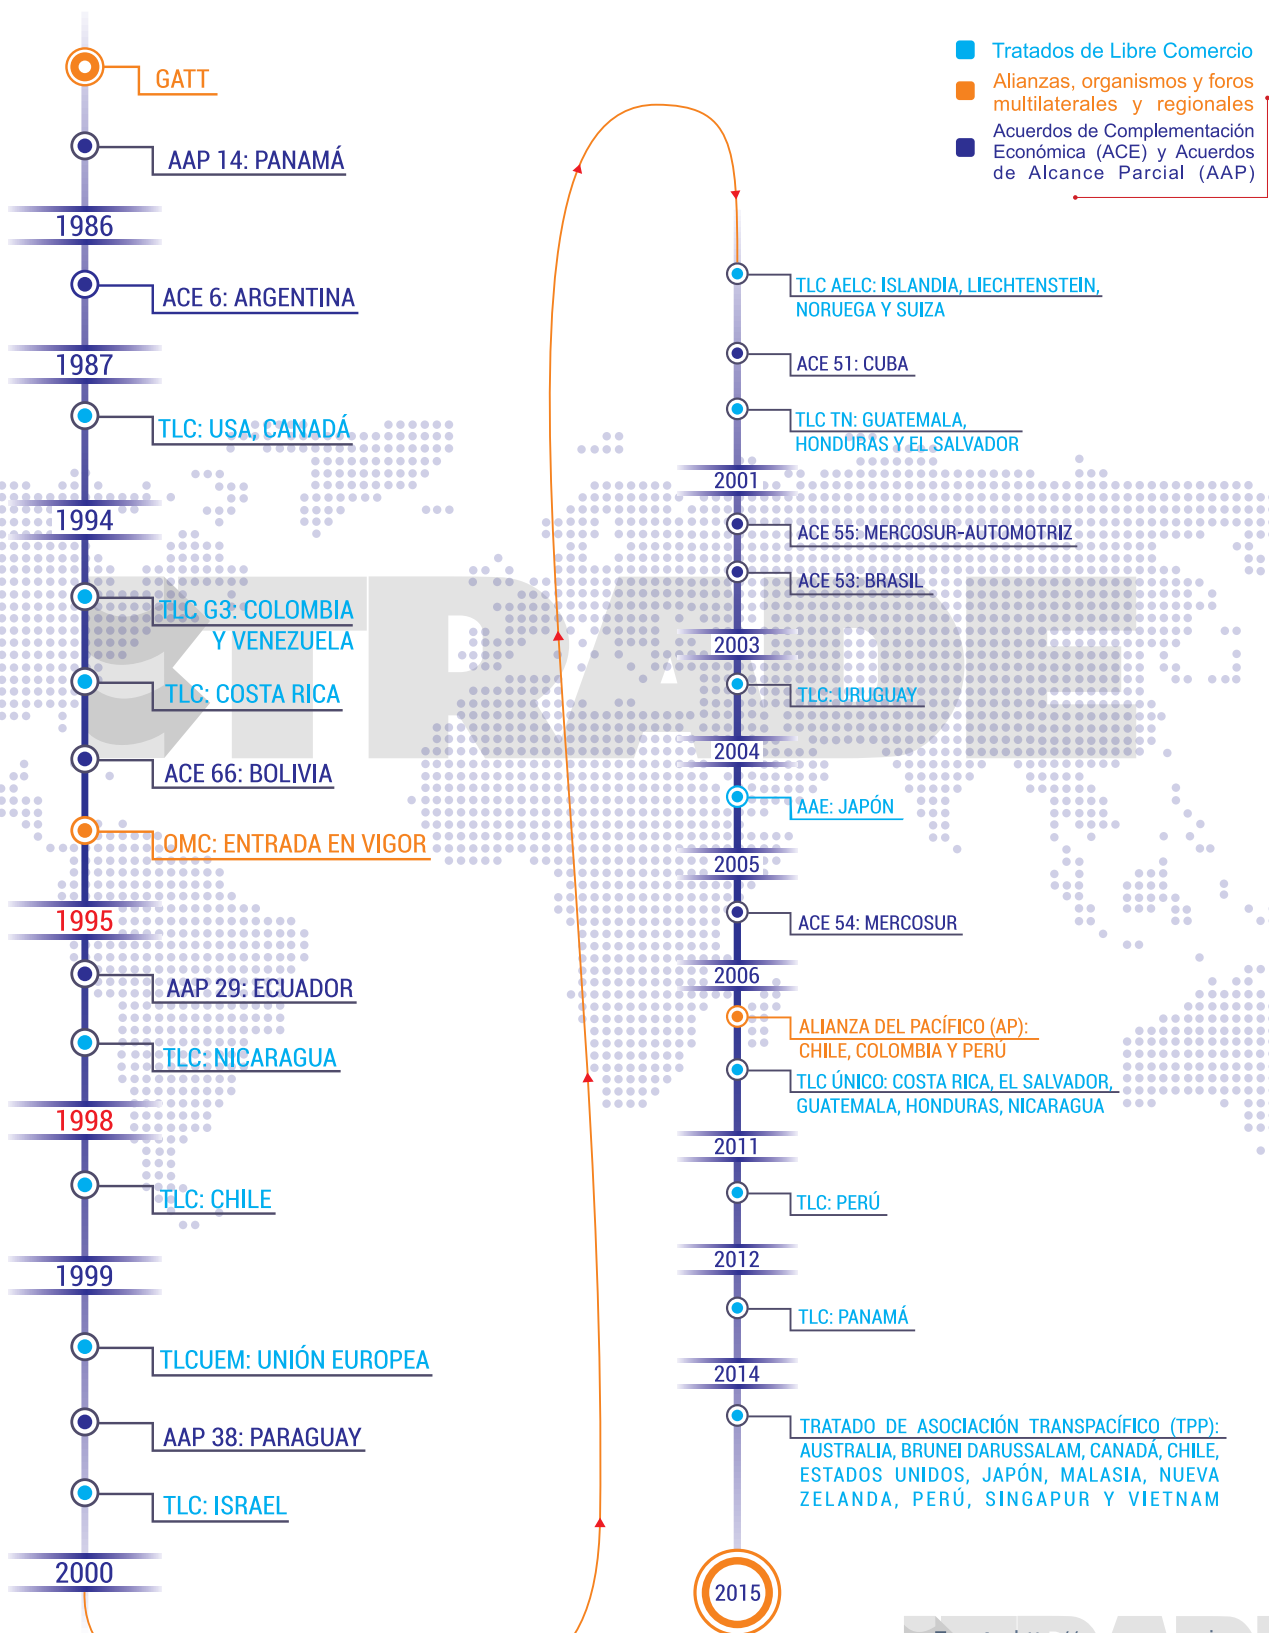 GATT
AAP 14: PANAMÁ
1986
ACE 6: ARGENTINA
1987
TLC: USA, CANADÁ
1994
TLC G3: COLOMBIA
Y VENEZUELA
TLC: COSTA RICA
ACE 66: BOLIVIA
OMC: ENTRADA EN VIGOR
1995
AAP 29: ECUADOR
TLC: NICARAGUA
1998
TLC: CHILE
1999
TLCUEM: UNIÓN EUROPEA
AAP 38: PARAGUAY
TLC: ISRAEL
2000
Tratados de Libre Comercio
Alianzas, organismos y foros
multilaterales y regionales
Acuerdos de Complementación
Económica (ACE) y Acuerdos
de Alcance Parcial (AAP)
TLC AELC: ISLANDIA, LIECHTENSTEIN,
NORUEGA Y SUIZA
ACE 51: CUBA
TLC TN: GUATEMALA,
HONDURAS Y EL SALVADOR
2001
ACE 55: MERCOSUR-AUTOMOTRIZ
ACE 53: BRASIL
2003
TLC: URUGUAY
2004
AAE: JAPÓN
2005
ACE 54: MERCOSUR
2006
ALIANZA DEL PACÍFICO (AP):
CHILE, COLOMBIA Y PERÚ
TLC ÚNICO: COSTA RICA, EL SALVADOR,
GUATEMALA, HONDURAS, NICARAGUA
2011
TLC: PERÚ
2012
TLC: PANAMÁ
2014
TRATADO DE ASOCIACIÓN TRANSPACÍFICO (TPP):
AUSTRALIA, BRUNEI DARUSSALAM, CANADÁ, CHILE,
ESTADOS UNIDOS, JAPÓN, MALASIA, NUEVA
ZELANDA, PERÚ, SINGAPUR Y VIETNAM
2015
TRADE